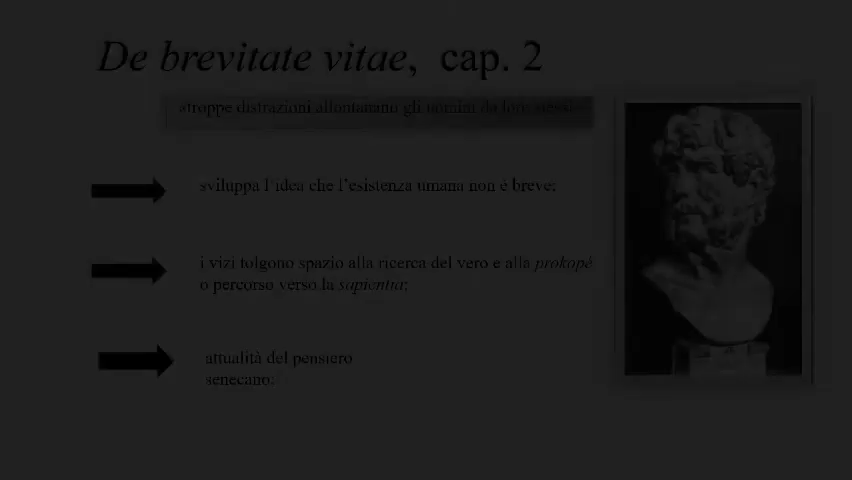 De brevitate vitae, cap. 2
troppe distrazioni allontanano gli uomini da loro stessi
sviluppa l'idea che l'esistenza umana non è breve;
i vizi tolgono spazio alla ricerca del vero e alla prokopé
o percorso verso la sapientia;
attualità del pensiero
senecano: